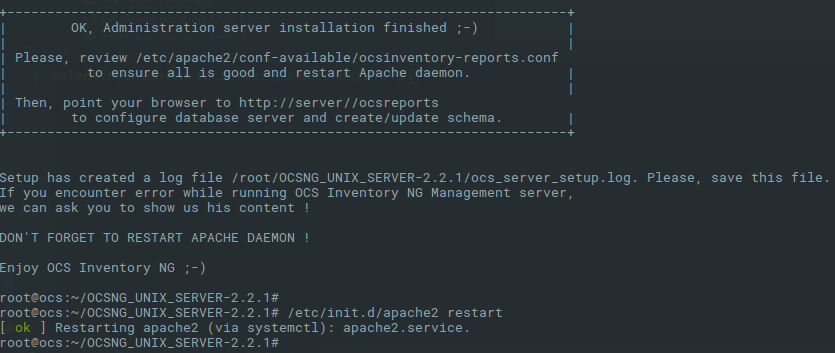 +----------------------------------------------------------------------+
|        OK, Administration server installation finished ;-)           |
|                                                                      |
| Please, review /etc/apache2/conf-available/ocsinventory-reports.conf
|          to ensure all is good and restart Apache daemon.            |
|                                                                      |
| Then, point your browser to http://server//ocsreports
|        to configure database server and create/update schema.        |
+----------------------------------------------------------------------+
Setup has created a log file /root/OCSNG_UNIX_SERVER-2.2.1/ocs_server_setup.log. Please, save this file.
If you encounter error while running OCS Inventory NG Management server,
we can ask you to show us his content !
DON'T FORGET TO RESTART APACHE DAEMON !
Enjoy OCS Inventory NG ;-)
root@ocs:~/OCSNG_UNIX_SERVER-2.2.1#
root@ocs:~/OCSNG_UNIX_SERVER-2.2.1# /etc/init.d/apache2 restart
[ ok ] Restarting apache2 (via systemctl): apache2.service.
root@ocs:~/OCSNG_UNIX_SERVER-2.2.1#